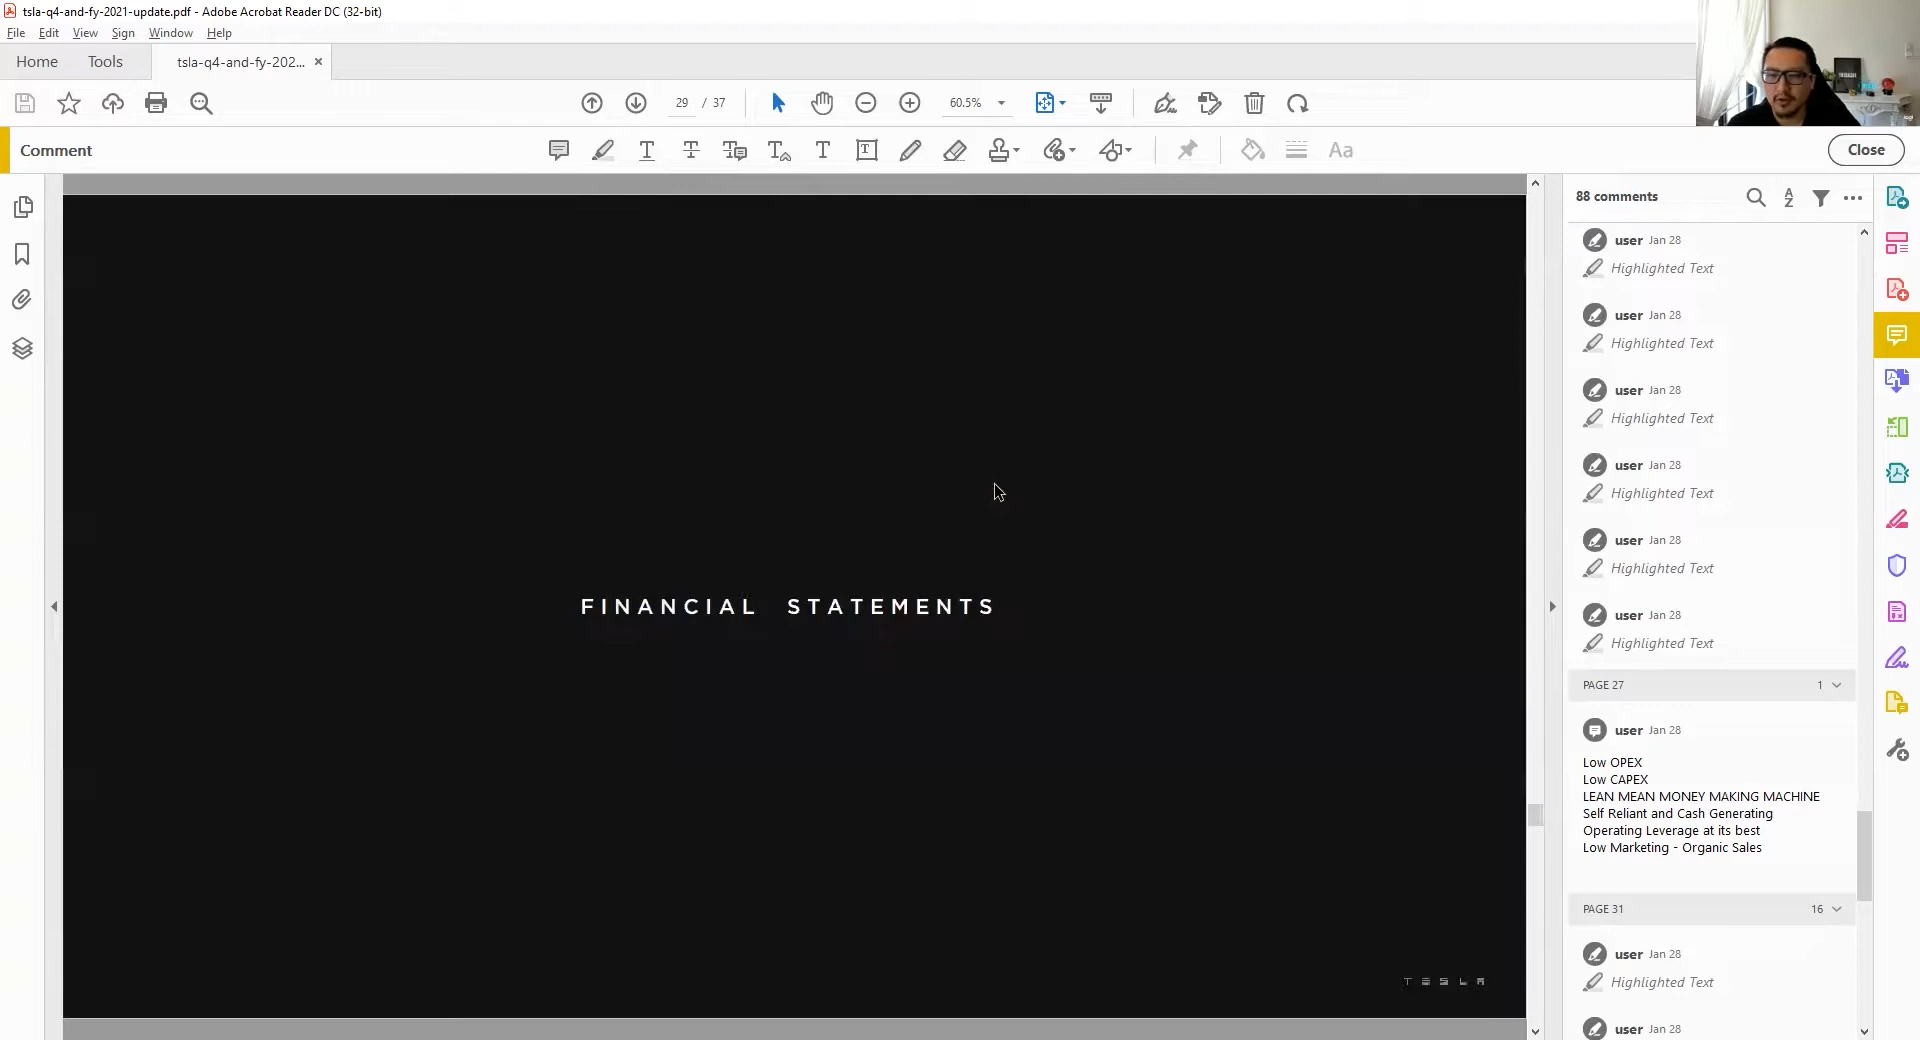 tsla-q4-and-fy-2021-update.pdf - Adobe Acrobat Reader DC (32-bit)
File Edit View Sign Window Help
Home Tools tsla-q4-and-fy-202... ×
29 / 37 60.5%
Comment Close
88 comments
user Jan 28
Highlighted Text
user Jan 28
Highlighted Text
user Jan 28
Highlighted Text
user Jan 28
Highlighted Text
user Jan 28
Highlighted Text
user Jan 28
Highlighted Text
PAGE 27 1
user Jan 28
Low OPEX
Low CAPEX
LEAN MEAN MONEY MAKING MACHINE
Self Reliant and Cash Generating
Operating Leverage at its best
Low Marketing - Organic Sales
PAGE 31 16
user Jan 28
Highlighted Text
user Jan 28
FINANCIAL STATEMENTS
TESLA